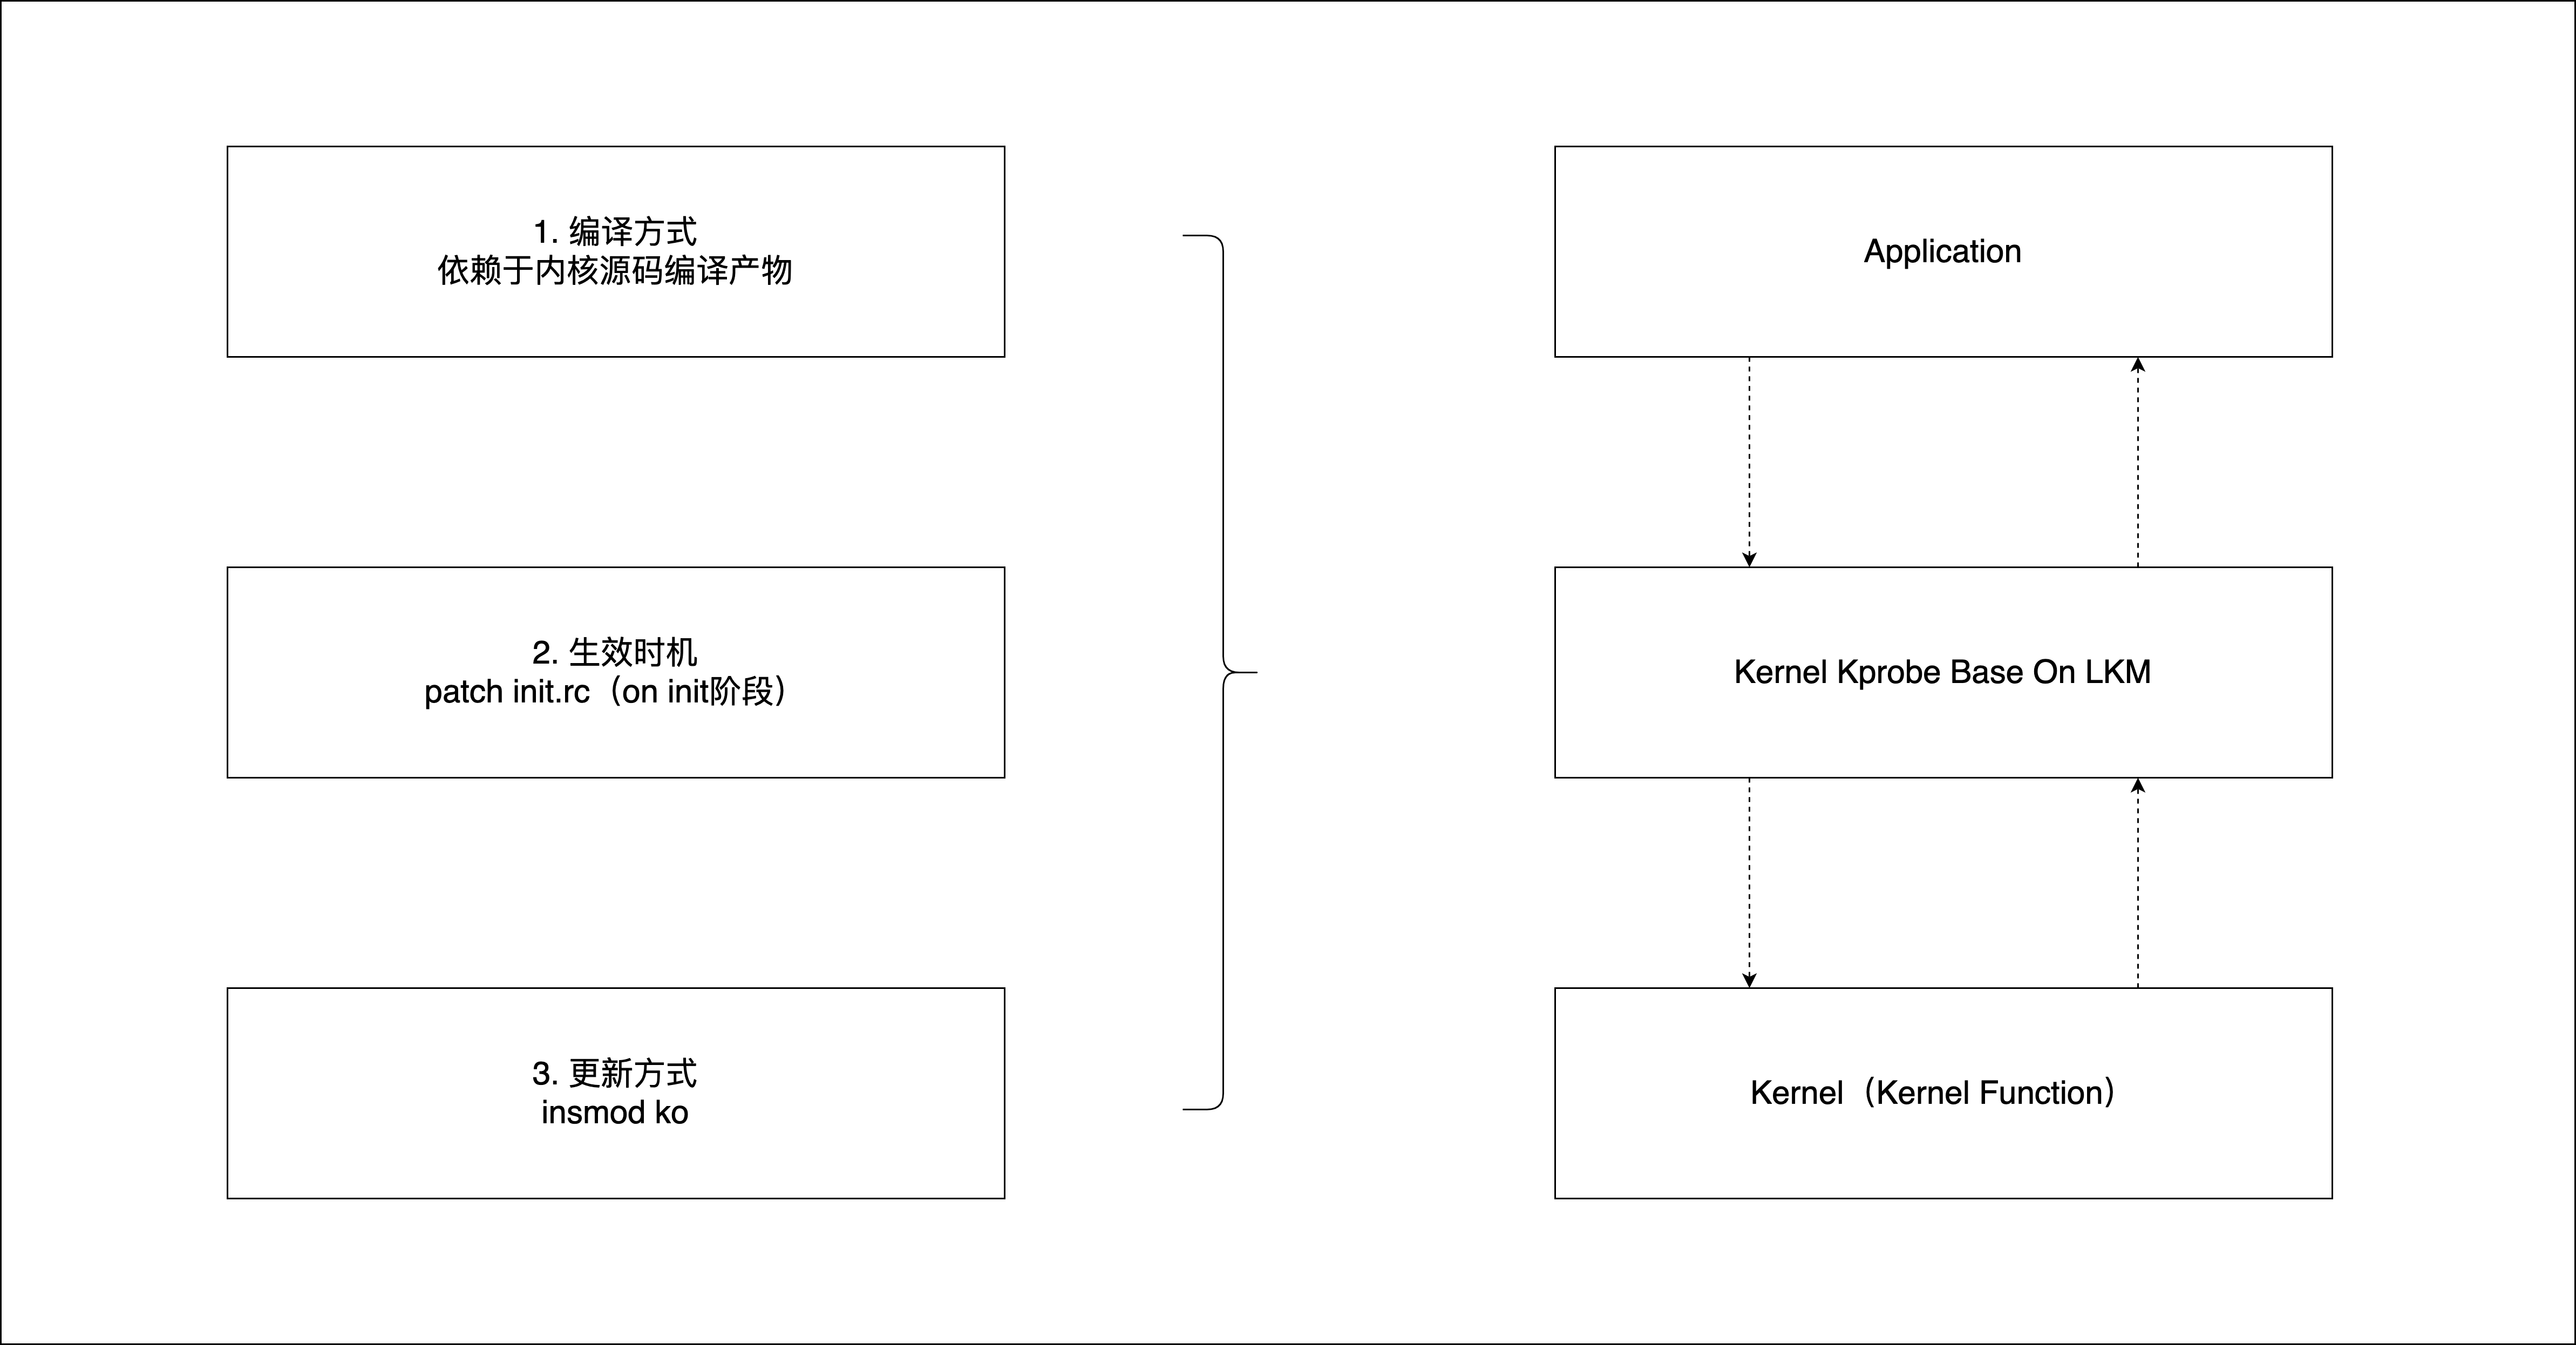 1. 编译方式
依赖于内核源码编译产物
2. 生效时机
patch init.rc（on init阶段）
3. 更新方式
insmod ko
Application
Kernel Kprobe Base On LKM
Kernel（Kernel Function）